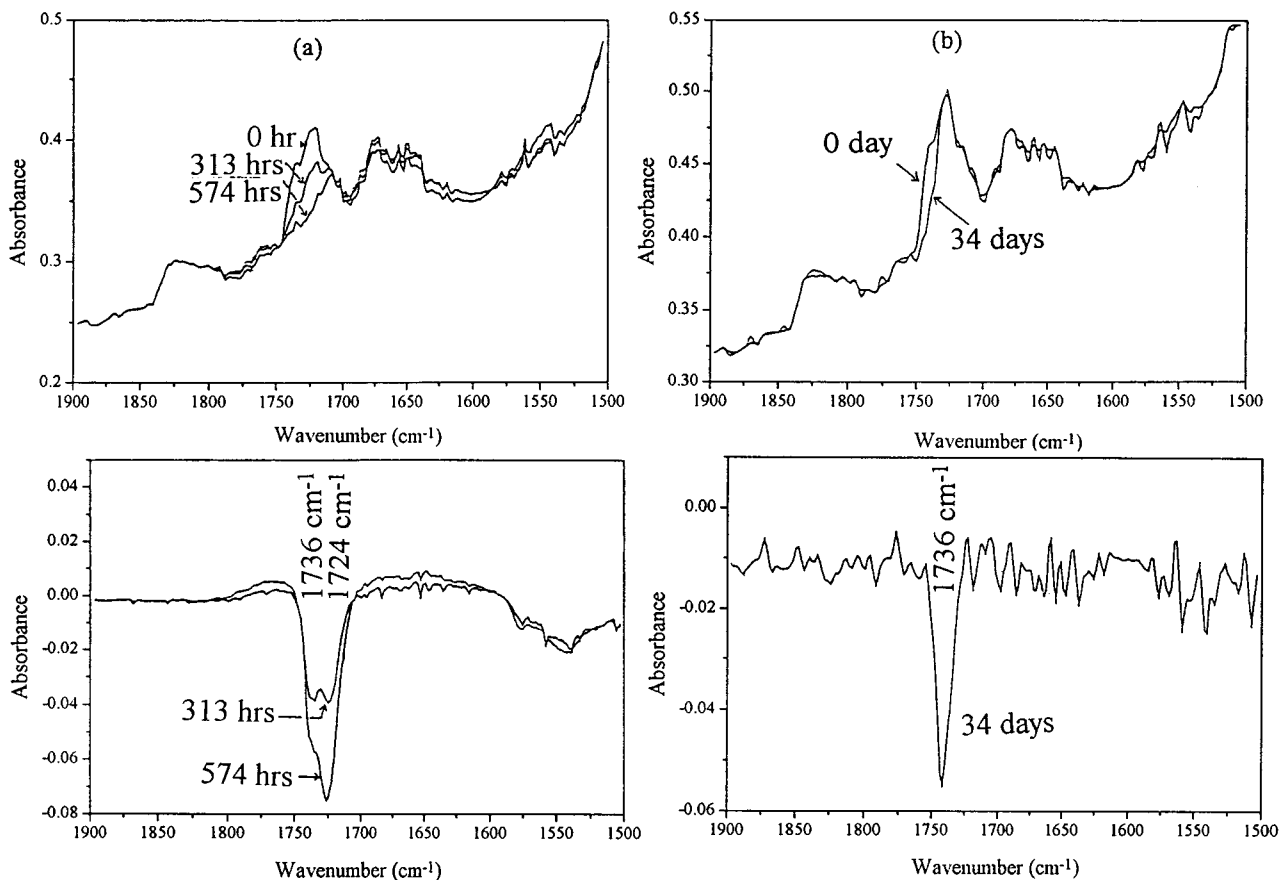 (a)
0.5
0.4
0.3
0.2
Absorbance
0 hr
313 hrs
574 hrs
1900 1850 1800 1750 1700 1650 1600 1550 1500
Wavenumber (cm-1)
(b)
0.55
0.50
0.45
0.40
0.35
0.30
Absorbance
0 day
34 days
1900 1850 1800 1750 1700 1650 1600 1550 1500
Wavenumber (cm-1)
0.04
0.02
0.00
-0.02
-0.04
-0.06
-0.08
Absorbance
1736 cm-1
1724 cm-1
313 hrs
574 hrs
1900 1850 1800 1750 1700 1650 1600 1550 1500
Wavenumber (cm-1)
0.00
-0.02
-0.04
-0.06
Absorbance
1736 cm-1
34 days
1900 1850 1800 1750 1700 1650 1600 1550 1500
Wavenumber (cm-1)